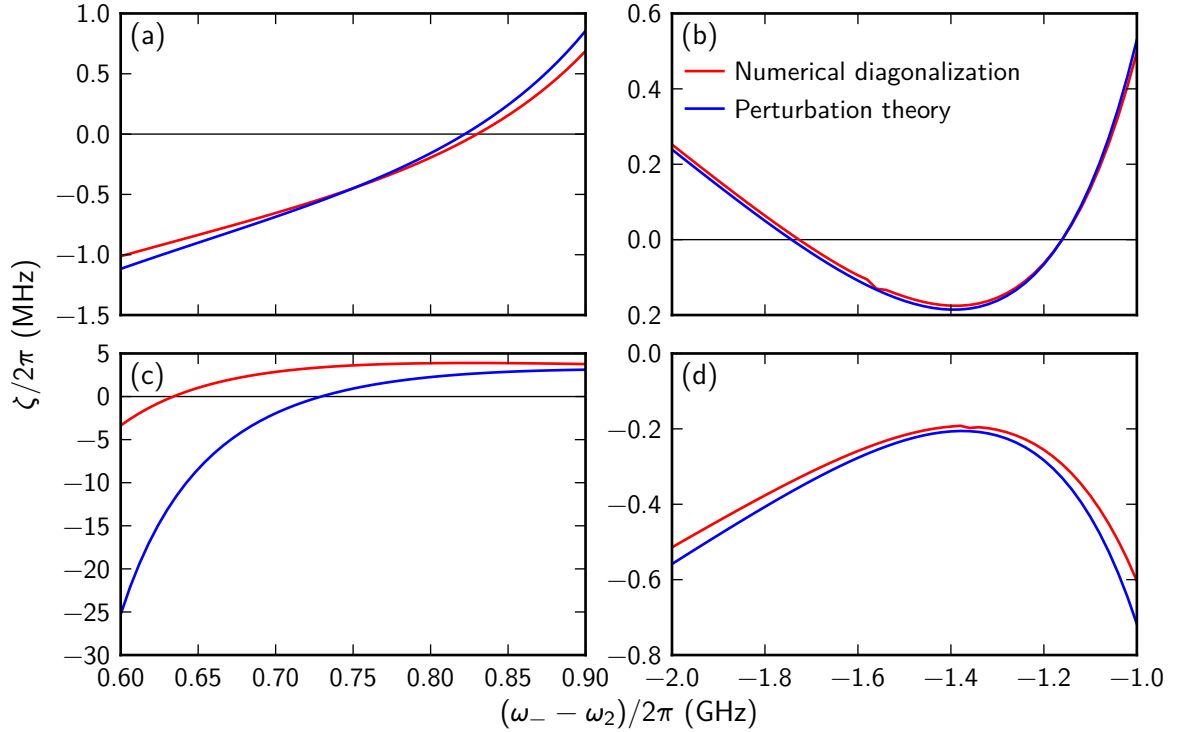 (a)
1.0
0.5
0.0
−0.5
−1.0
−1.5
(b)
Numerical diagonalization
Perturbation theory
0.6
0.4
0.2
0.0
0.2
(c)
5
0
−5
−10
−15
−20
−25
−30
0.60 0.65 0.70 0.75 0.80 0.85 0.90
(d)
−0.0
−0.2
−0.4
−0.6
−0.8
−2.0 −1.8 −1.6 −1.4 −1.2 −1.0
ζ/2π (MHz)
(ω₋ − ω₂)/2π (GHz)